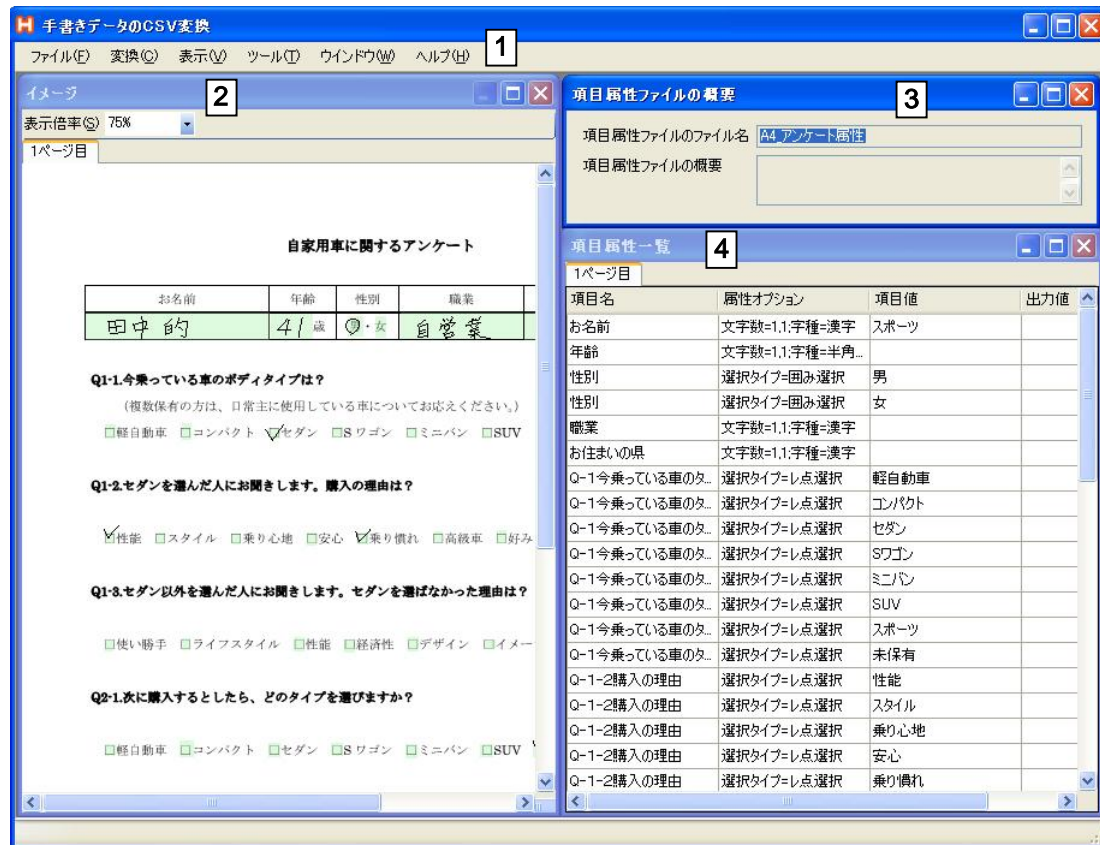 手書きデータのCSV変換
ファイル(F) 変換(C) 表示(V) ツール(T) ウインドウ(W) ヘルプ(H)
1
イメージ
2
表示倍率(S) 75%
1ページ目
自家用車に関するアンケート
お名前 年齢 性別 職業
田中 的 41 歳 男・女 自営業
Q1-1.今乗っている車のボディタイプは？
(複数保有の方は、日常主に使用している車についてお応えください。)
軽自動車 コンパクト セダン Sワゴン ミニバン SUV
Q1-2.セダンを選んだ人にお聞きします。購入の理由は？
性能 スタイル 乗り心地 安心 乗り慣れ 高級車 好み
Q1-3.セダン以外を選んだ人にお聞きします。セダンを選ばなかった理由は？
使い勝手 ライフスタイル 性能 経済性 デザイン イメー
Q2-1.次に購入するとしたら、どのタイプを選びますか？
軽自動車 コンパクト セダン Sワゴン ミニバン SUV
項目属性ファイルの概要
3
項目属性ファイルのファイル名 A4_アンケート属性
項目属性ファイルの概要
項目属性一覧
4
1ページ目
項目名 属性オプション 項目値 出力値
お名前 文字数=1,1;字種=漢字 スポーツ
年齢 文字数=1,1;字種=半角...
性別 選択タイプ=囲み選択 男
性別 選択タイプ=囲み選択 女
職業 文字数=1,1;字種=漢字
お住まいの県 文字数=1,1;字種=漢字
Q-1今乗っている車のタ... 選択タイプ=レ点選択 軽自動車
Q-1今乗っている車のタ... 選択タイプ=レ点選択 コンパクト
Q-1今乗っている車のタ... 選択タイプ=レ点選択 セダン
Q-1今乗っている車のタ... 選択タイプ=レ点選択 Sワゴン
Q-1今乗っている車のタ... 選択タイプ=レ点選択 ミニバン
Q-1今乗っている車のタ... 選択タイプ=レ点選択 SUV
Q-1今乗っている車のタ... 選択タイプ=レ点選択 スポーツ
Q-1今乗っている車のタ... 選択タイプ=レ点選択 未保有
Q-1-2購入の理由 選択タイプ=レ点選択 性能
Q-1-2購入の理由 選択タイプ=レ点選択 スタイル
Q-1-2購入の理由 選択タイプ=レ点選択 乗り心地
Q-1-2購入の理由 選択タイプ=レ点選択 安心
Q-1-2購入の理由 選択タイプ=レ点選択 乗り慣れ